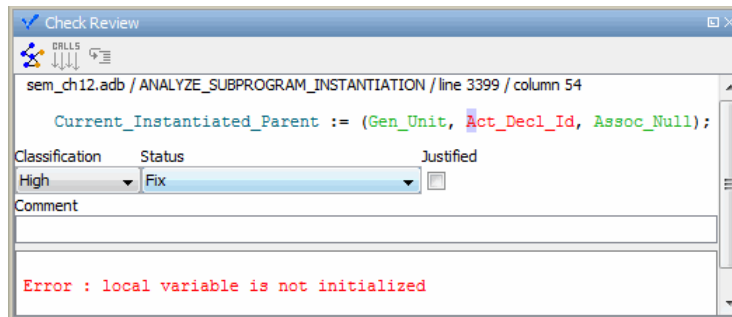 Check Review
CALLS
sem_ch12.adb / ANALYZE_SUBPROGRAM_INSTANTIATION / line 3399 / column 54
Current_Instantiated_Parent := (Gen_Unit, Act_Decl_Id, Assoc_Null);
Classification Status Justified
High Fix
Comment
Error : local variable is not initialized